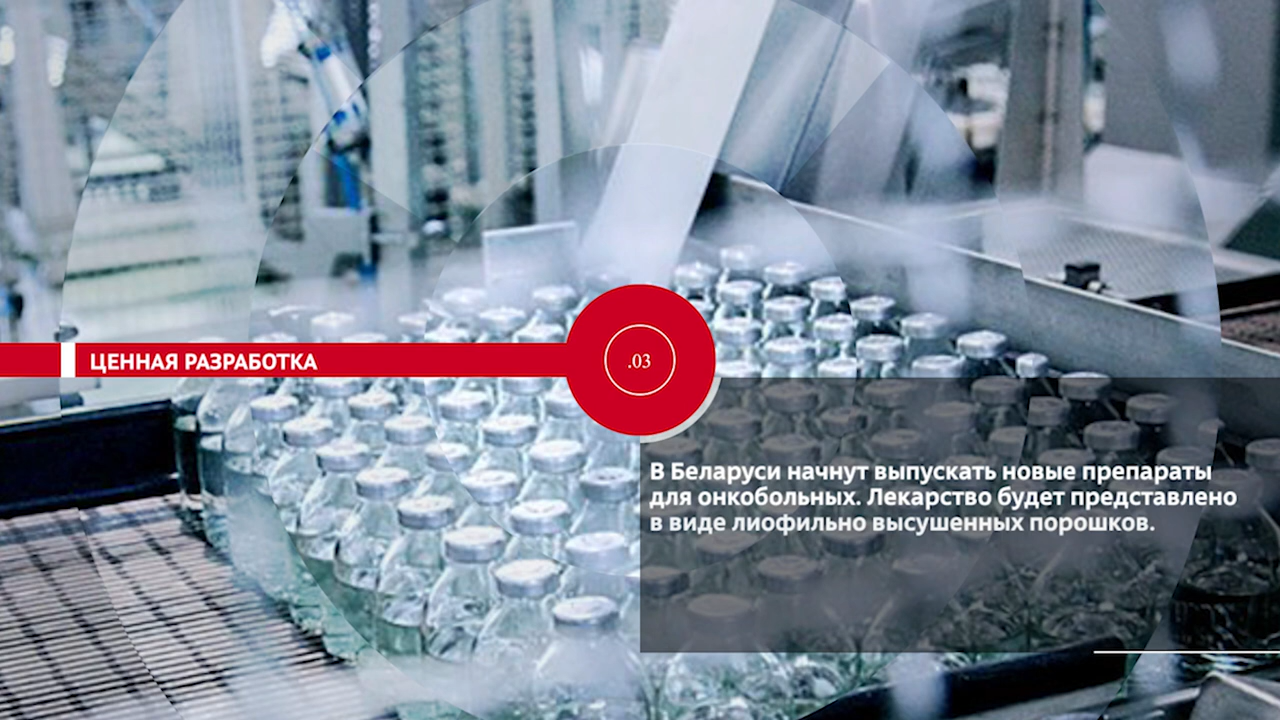 ЦЕННАЯ РАЗРАБОТКА
.03
В Беларуси начнут выпускать новые препараты
для онкобольных. Лекарство будет представлено
в виде лиофильно высушенных порошков.